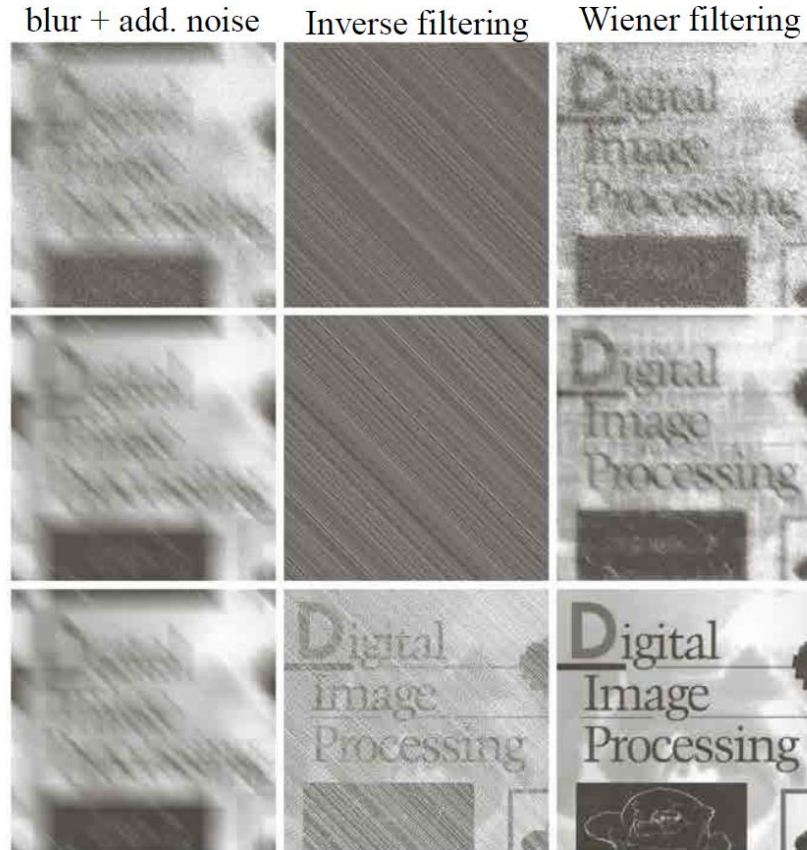 blur + add. noise Inverse filtering Wiener filtering
Digital
Image
Processing
Digital
Image
Processing
Digital Digital
Image Image
Processing Processing